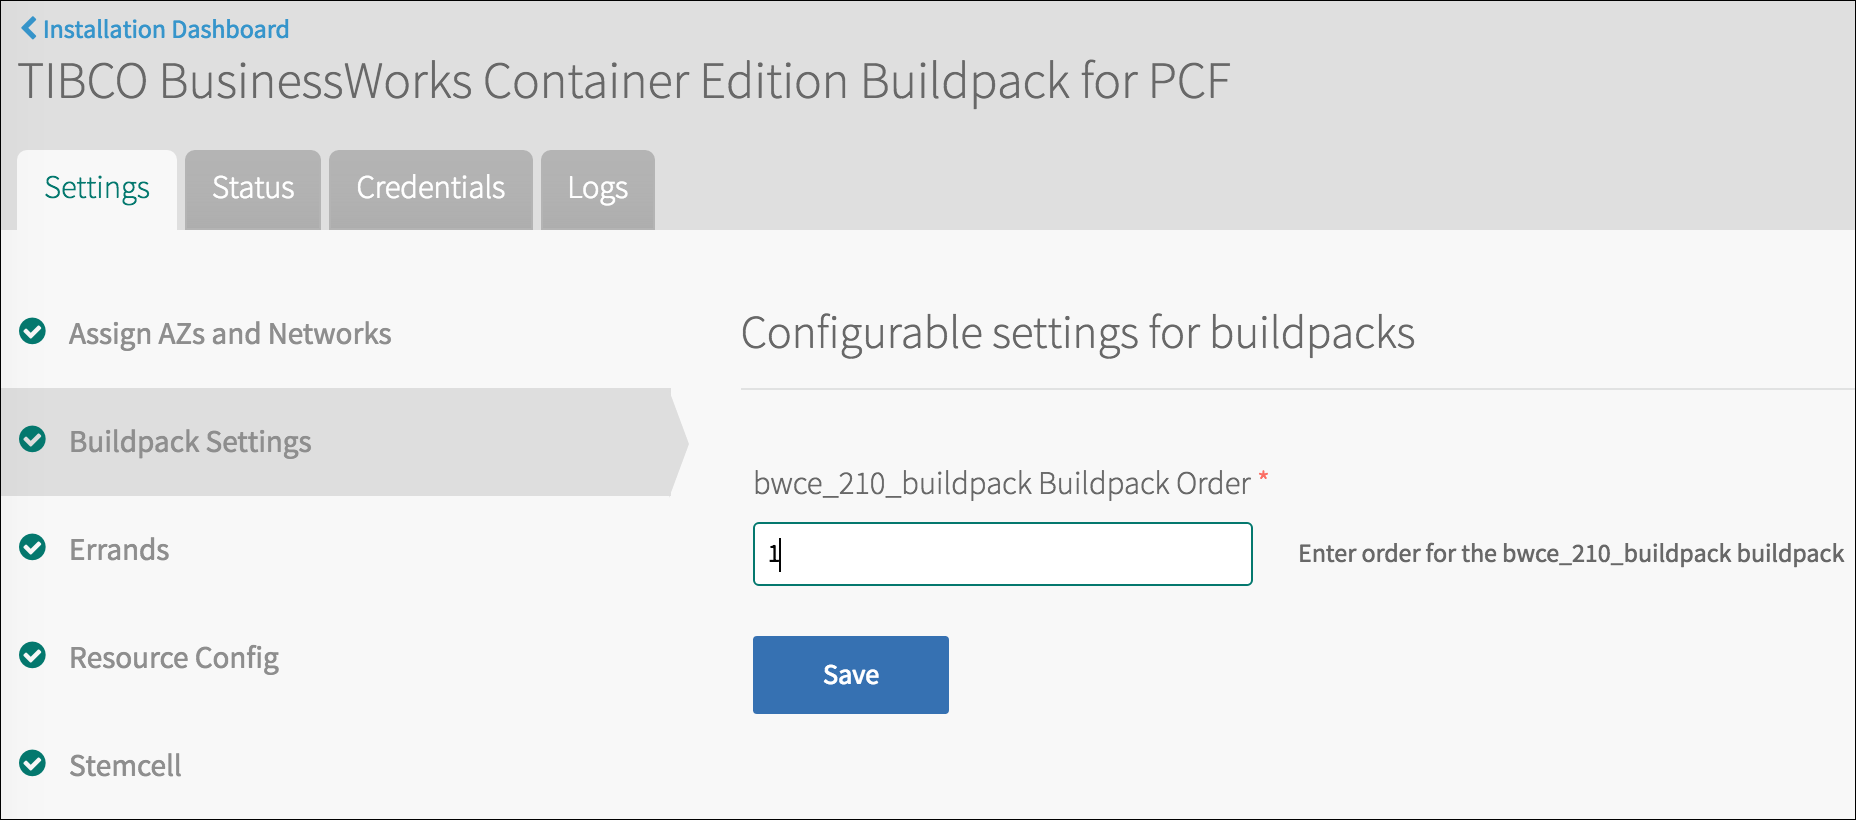 Installation Dashboard
TIBCO BusinessWorks Container Edition Buildpack for PCF
Settings
Status
Credentials
Logs
Assign AZs and Networks
Buildpack Settings
Errands
Resource Config
Stemcell
Configurable settings for buildpacks
bwce_210_buildpack Buildpack Order *
1
Enter order for the bwce_210_buildpack buildpack
Save